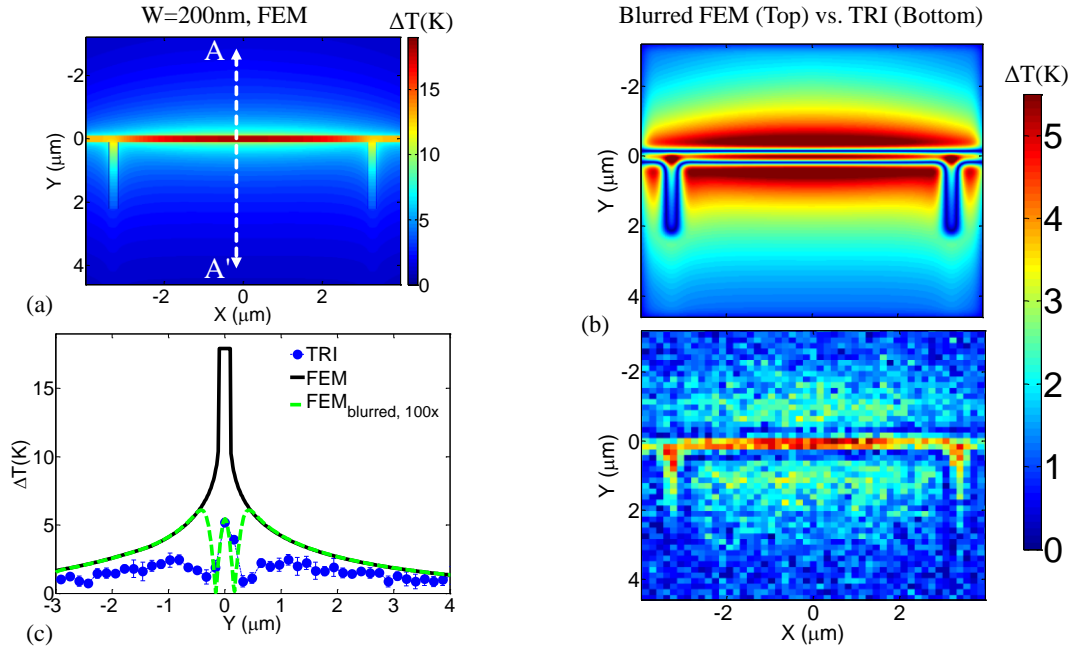 W=200nm, FEM
ΔT(K)
A
A'
-2
0
2
4
Y (μm)
-2
0
2
X (μm)
15
10
5
0
(a)
Blurred FEM (Top) vs. TRI (Bottom)
-2
0
2
4
Y (μm)
(b)
-2
0
2
4
Y (μm)
-2
0
2
X (μm)
ΔT(K)
5
4
3
2
1
0
TRI
FEM
FEMblurred, 100x
15
10
5
0
ΔT(K)
-3
-2
-1
0
1
2
3
4
Y (μm)
(c)